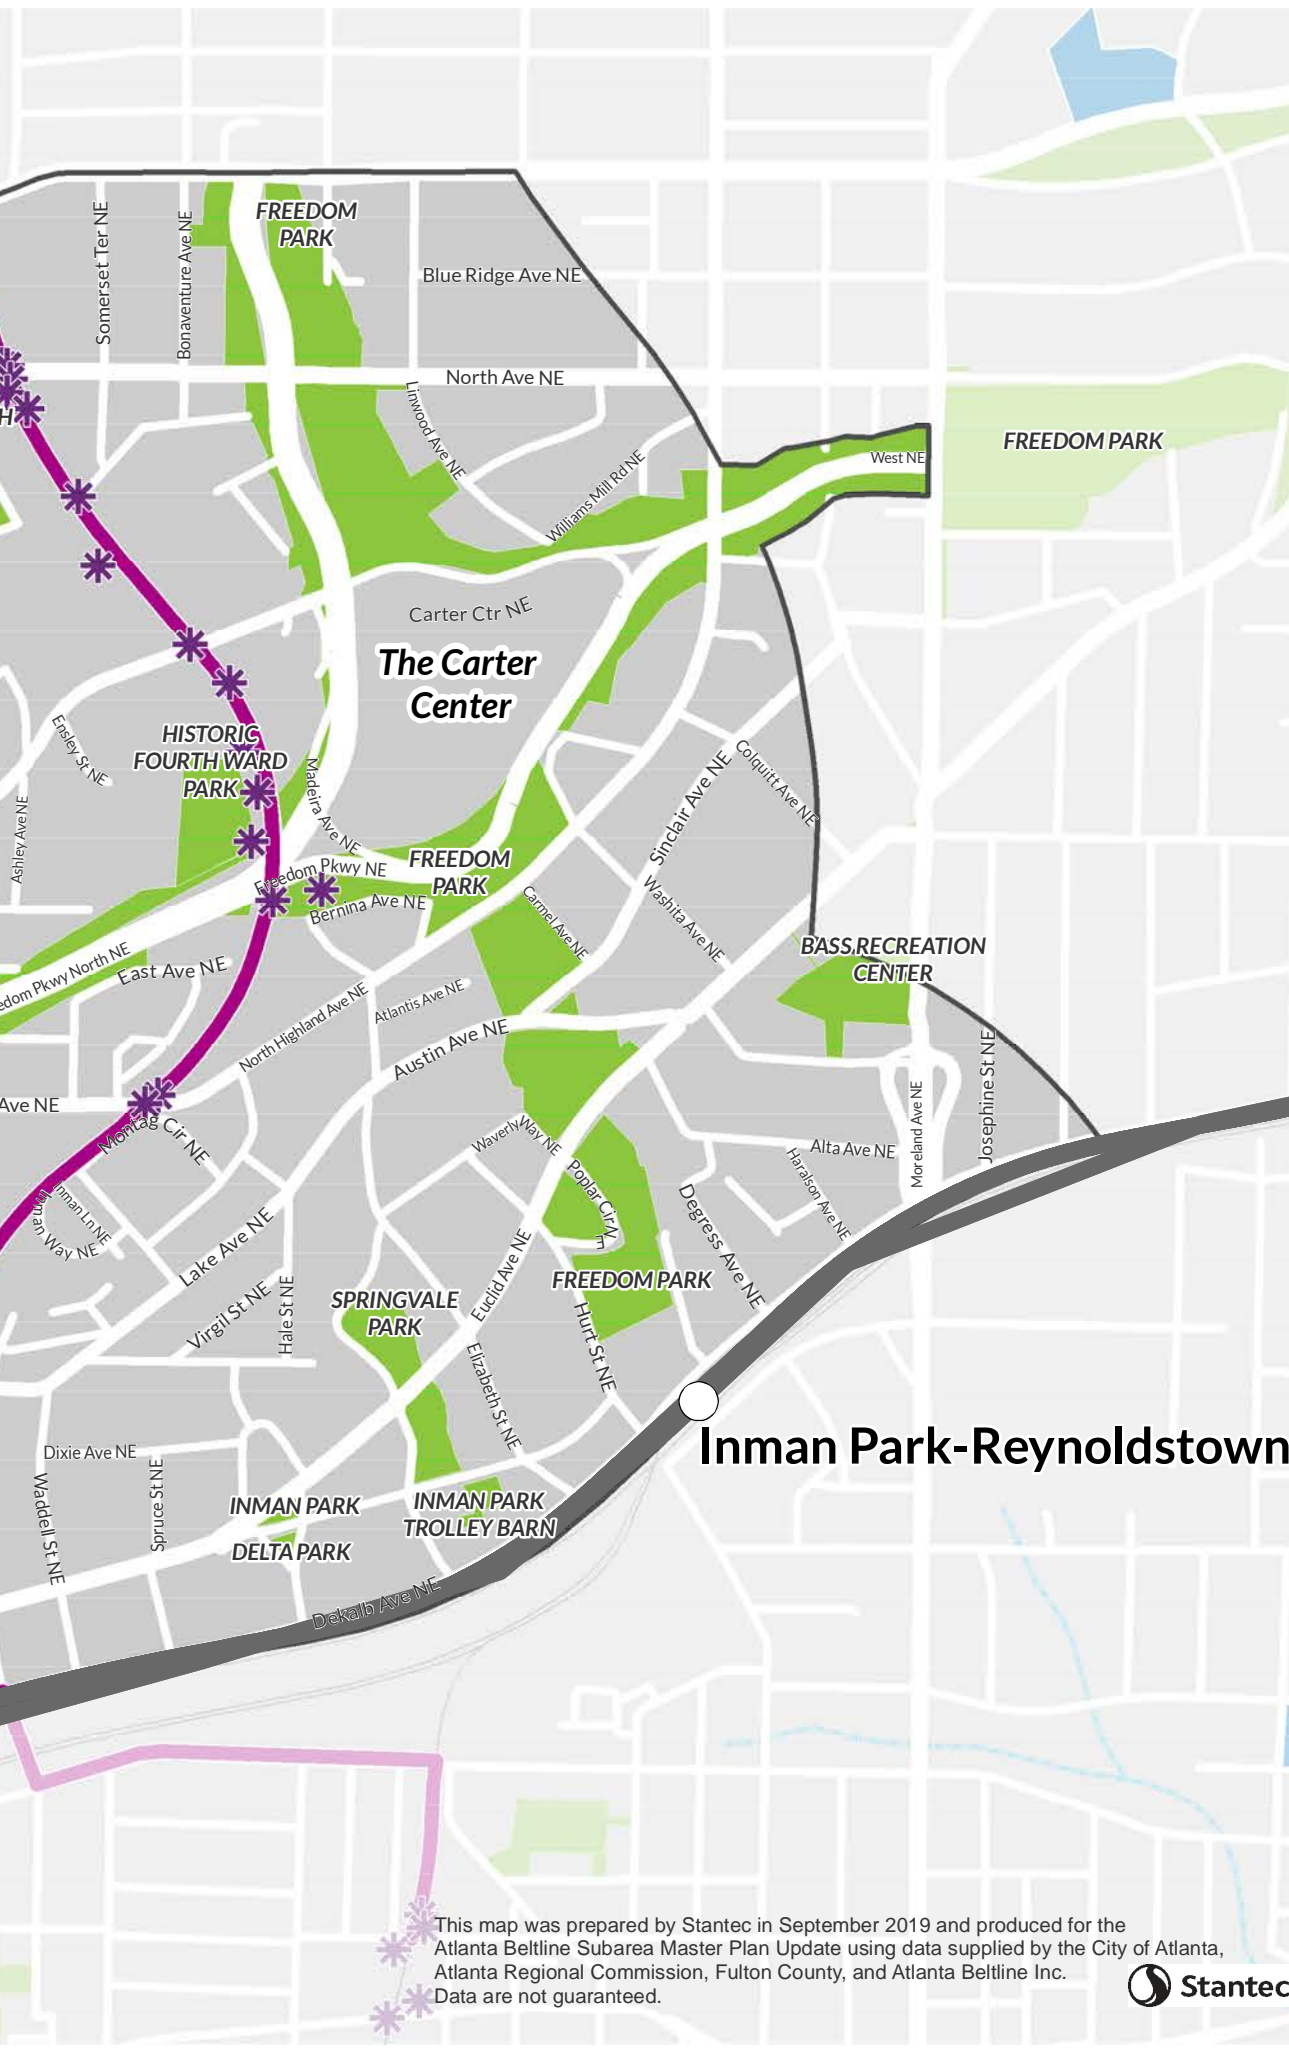 FREEDOM
PARK
Somerset Ter NE
Bonaventure Ave NE
Blue Ridge Ave NE
North Ave NE
H
Linwood Ave NE
Williams Mill Rd NE
West NE
FREEDOM PARK
Carter Ctr NE
The Carter
Center
Ensley St NE
HISTORIC
FOURTH WARD
PARK
Madeira Ave NE
Ashley Ave NE
Sinclair Ave NE
Colquitt Ave NE
Freedom Pkwy NE
FREEDOM
PARK
Bernina Ave NE
Carmel Ave NE
Washita Ave NE
BASS RECREATION
CENTER
edom Pkwy North NE
East Ave NE
North Highland Ave NE
Atlantis Ave NE
Austin Ave NE
Ave NE
Montag Cir NE
Waverly Way NE
Poplar Cir NE
Alta Ave NE
Haralson Ave NE
Moreland Ave NE
Josephine St NE
Inman Ln NE
Inman Way NE
Lake Ave NE
Degress Ave NE
Euclid Ave NE
FREEDOM PARK
Virgil St NE
Hale St NE
SPRINGVALE
PARK
Hurt St NE
Elizabeth St NE
Inman Park-Reynoldstown
Dixie Ave NE
Waddell St NE
Spruce St NE
INMAN PARK
INMAN PARK
TROLLEY BARN
DELTA PARK
Dekalb Ave NE
This map was prepared by Stantec in September 2019 and produced for the
Atlanta Beltline Subarea Master Plan Update using data supplied by the City of Atlanta,
Atlanta Regional Commission, Fulton County, and Atlanta Beltline Inc.
Data are not guaranteed.
Stantec